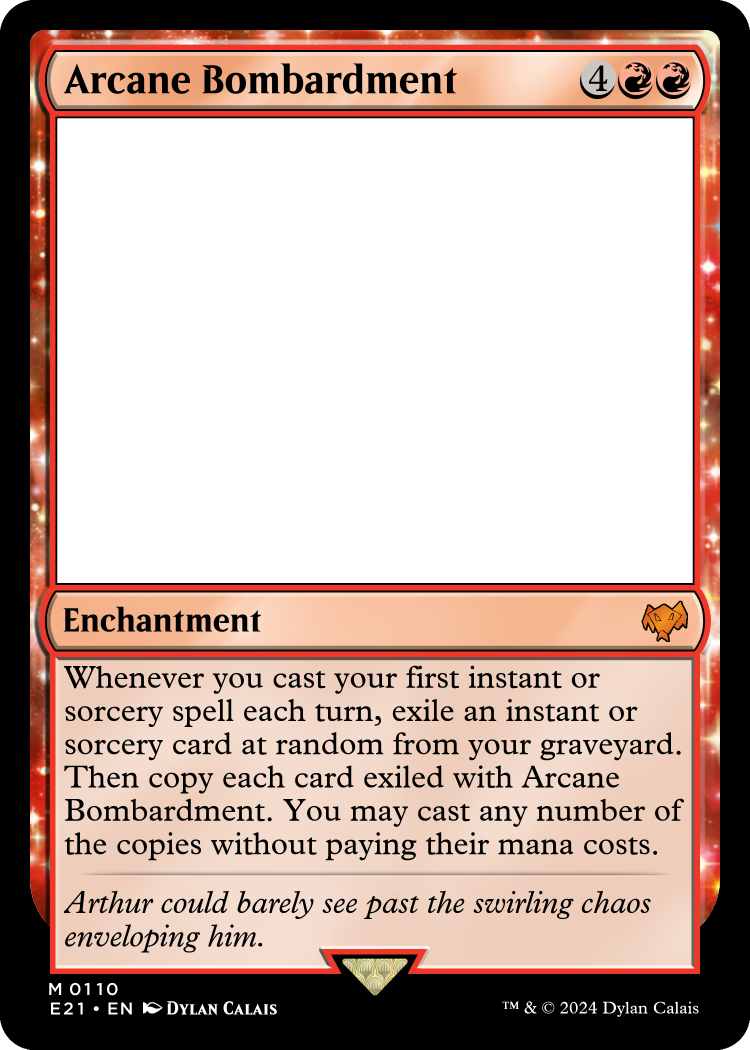 Arcane Bombardment 4
Enchantment
Whenever you cast your first instant or
sorcery spell each turn, exile an instant or
sorcery card at random from your graveyard.
Then copy each card exiled with Arcane
Bombardment. You may cast any number of
the copies without paying their mana costs.
Arthur could barely see past the swirling chaos
enveloping him.
M 0110
E21 • EN Dylan Calais ™ & © 2024 Dylan Calais